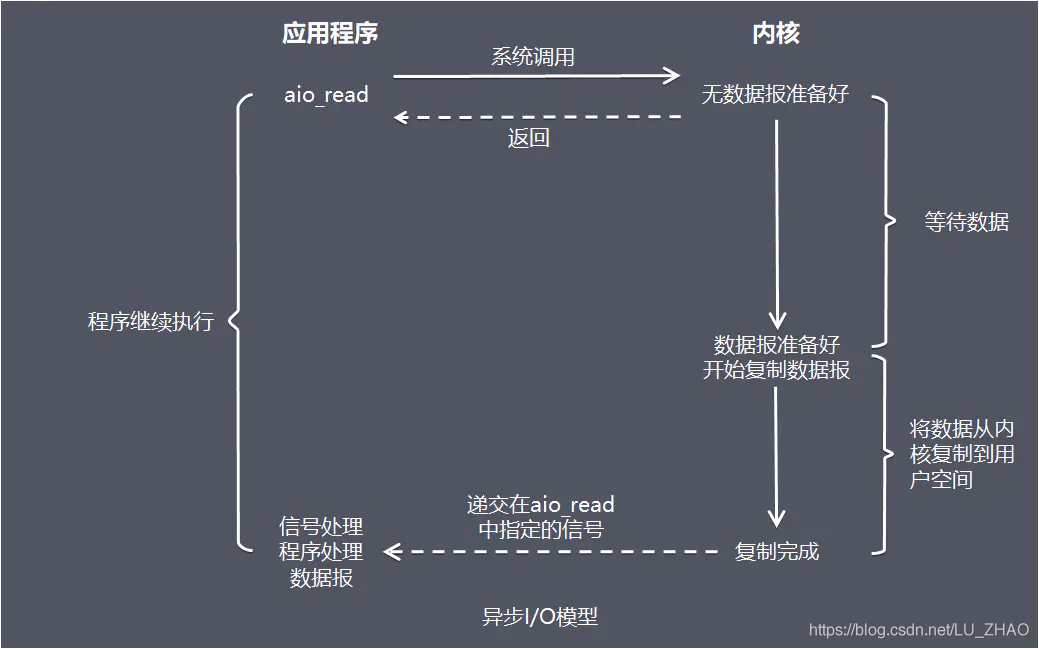 应用程序
内核
系统调用
aio_read
无数据报准备好
返回
等待数据
程序继续执行
数据报准备好
开始复制数据报
将数据从内
核复制到用
户空间
递交在aio_read
中指定的信号
信号处理
程序处理
数据报
复制完成
异步I/O模型
https://blog.csdn.net/LU_ZHAO